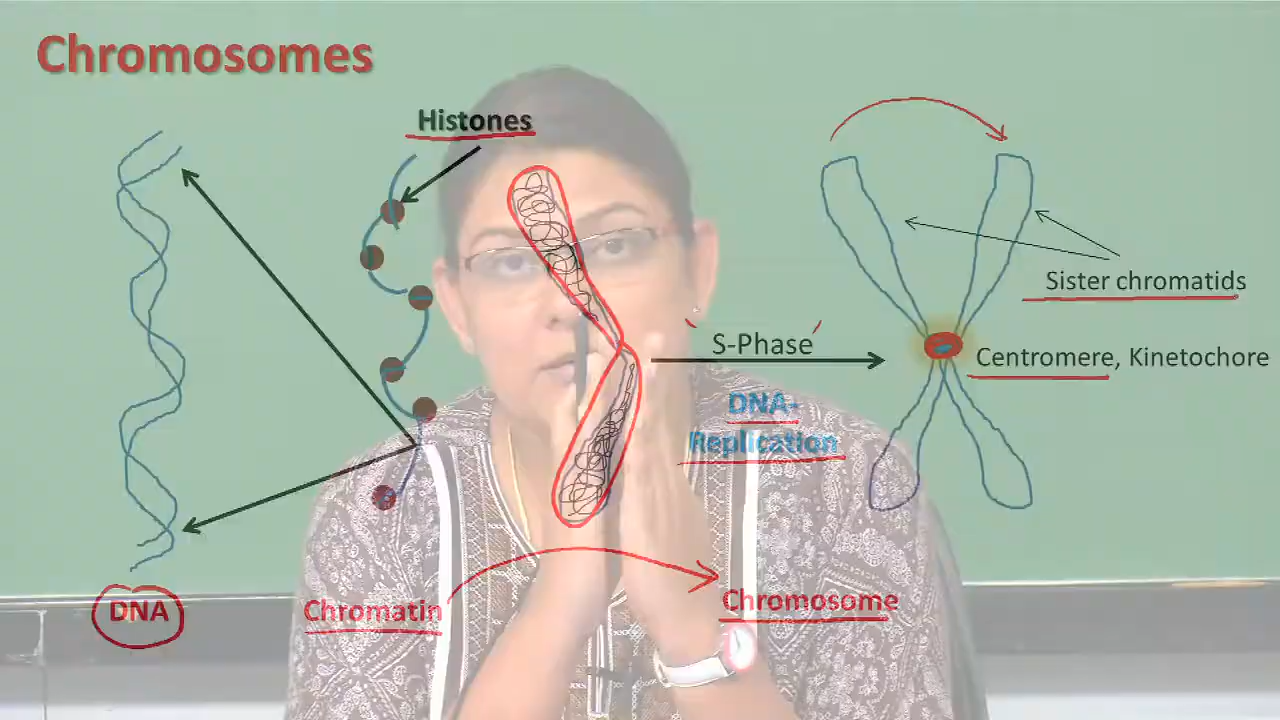 Chromosomes
Histones
Sister chromatids
S-Phase
Centromere, Kinetochore
DNA-
Replication
DNA
Chromatin
Chromosome